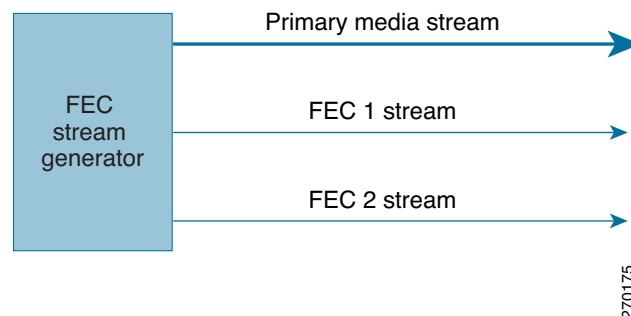 Primary media stream
FEC
stream
generator
FEC 1 stream
FEC 2 stream
270175